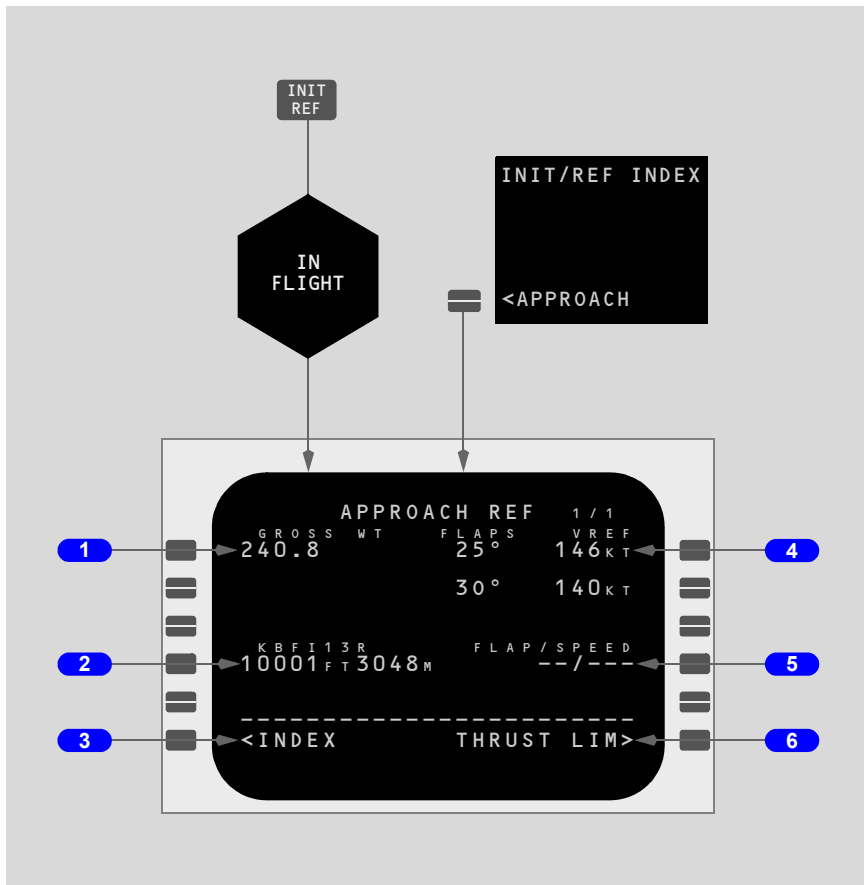 INIT
REF
INIT/REF INDEX
IN
FLIGHT
<APPROACH
APPROACH REF 1/1
GROSS WT FLAPS VREF
1 240.8 25° 146KT 4
30° 140KT
KBFI13R FLAP/SPEED
2 10001FT3048M --/--- 5
------------------------
3 <INDEX THRUST LIM> 6